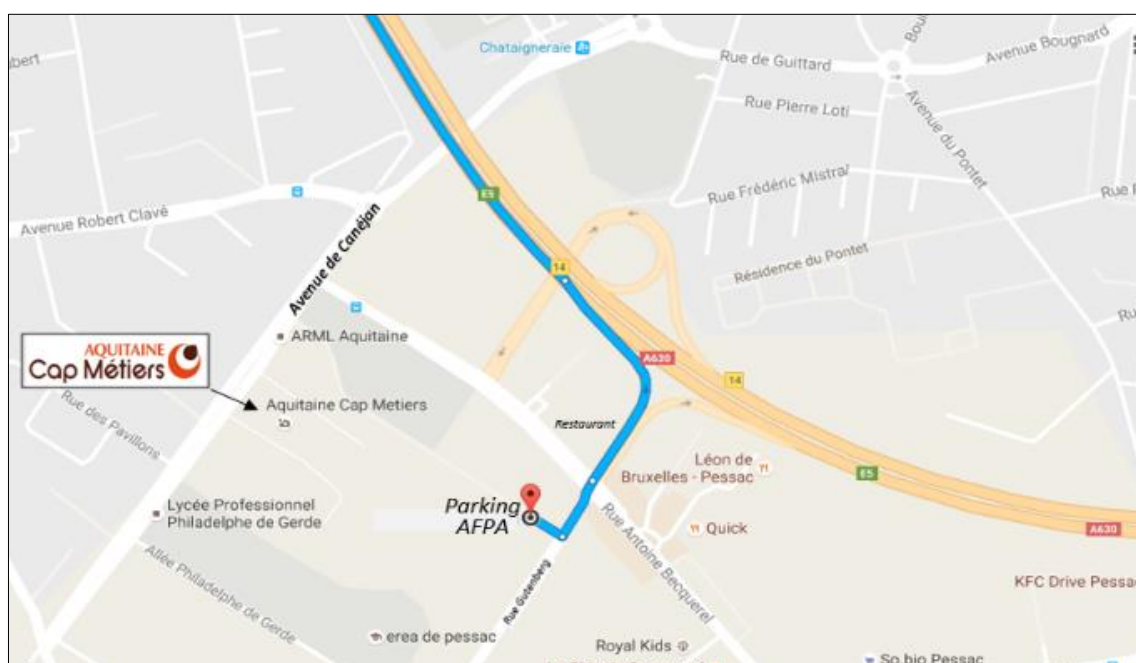 Chataigneraie
Rue de Guittard
Avenue Bougnard
Rue Pierre Loti
Avenue du Pontet
Rue Frédéric Mistral
Avenue Robert Clavé
E5
Avenue de Canéjan
14
Résidence du Pontet
ARML Aquitaine
AQUITAINE
Cap Métiers
A630
14
Aquitaine Cap Metiers
Rue des Pavillons
Restaurant
Léon de
Bruxelles - Pessac
E5
Parking
AFPA
Lycée Professionnel
Philadelphe de Gerde
Quick
A630
Rue Antoine Becquerel
Allée Philadelphe de Gerde
Rue Gutenberg
KFC Drive Pessac
erea de pessac
Royal Kids
So.bio Pessac